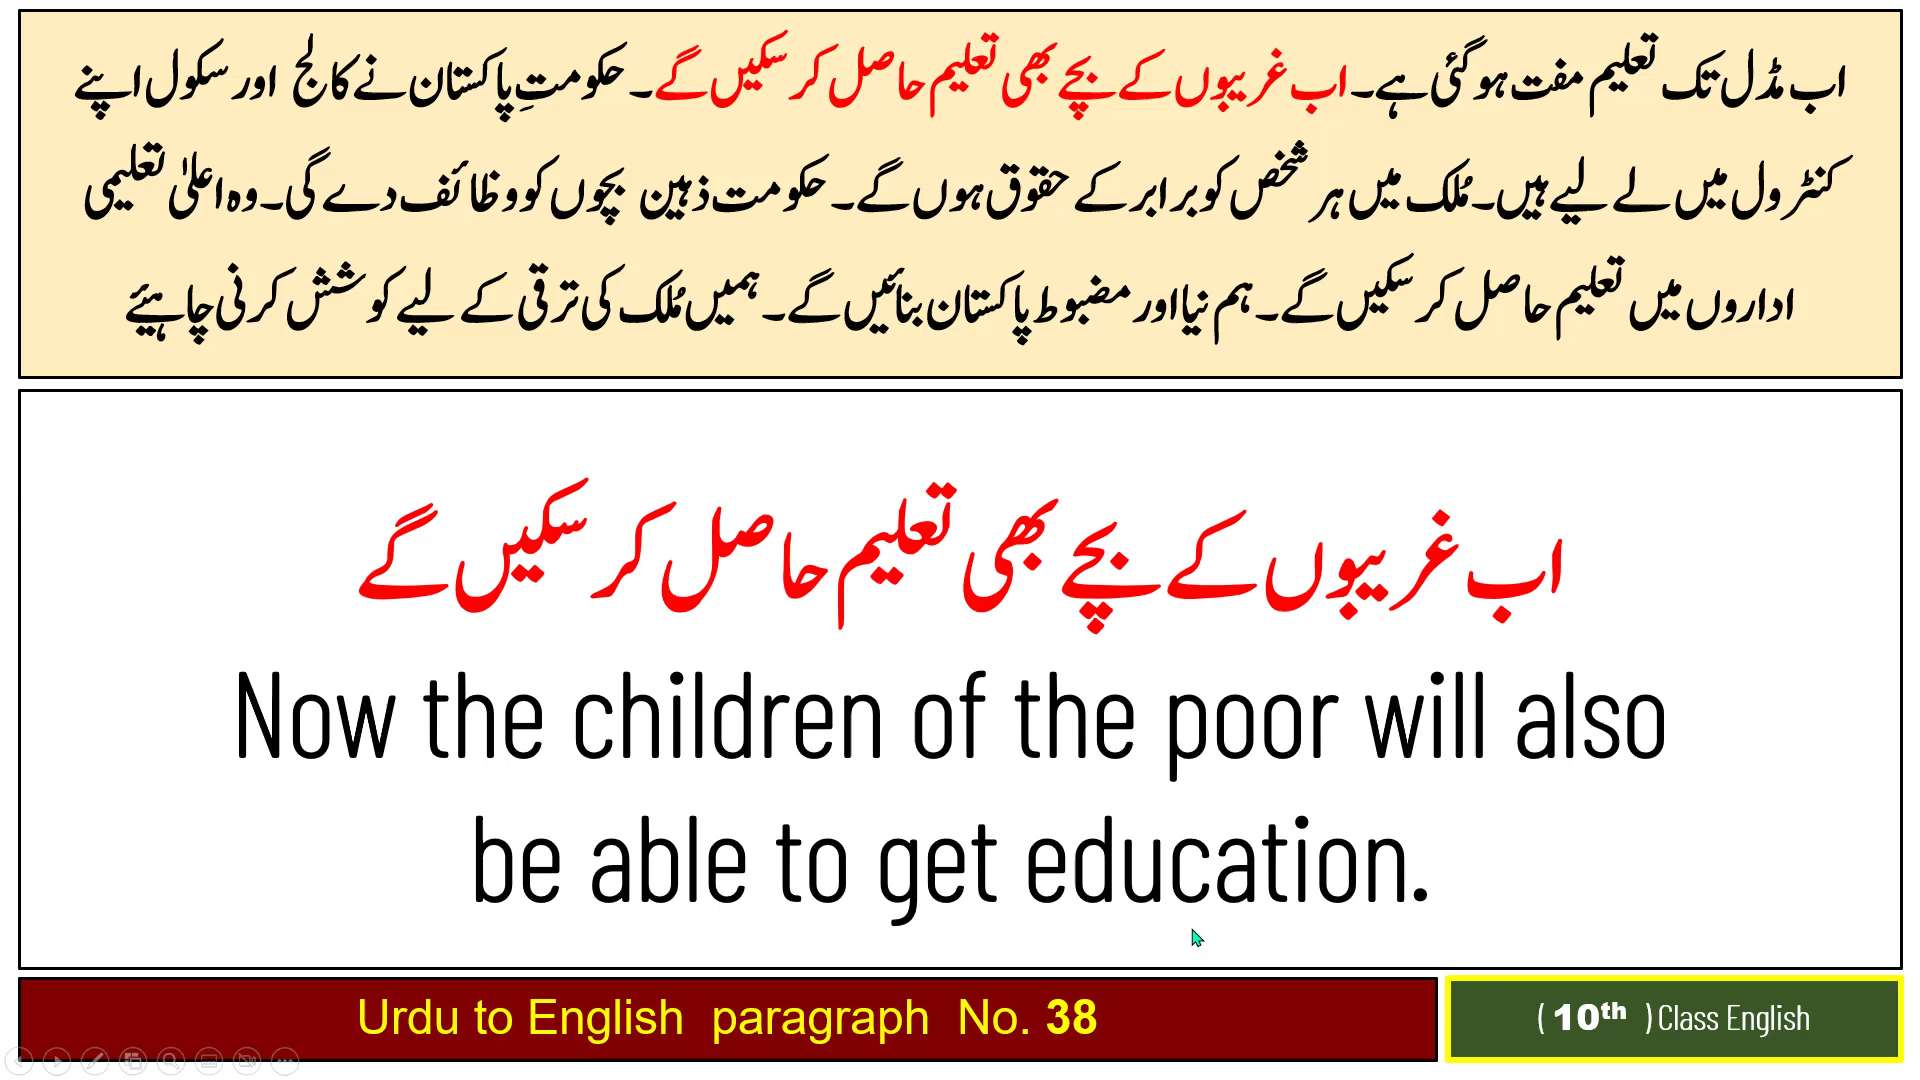 اب مڈل تک تعلیم مفت ہو گئی ہے۔ اب غریبوں کے بچے بھی تعلیم حاصل کر سکیں گے۔ حکومتِ پاکستان نے کالج اور سکول اپنے
کنٹرول میں لے لیے ہیں۔ مُلک میں ہر شخص کو برابر کے حقوق ہوں گے۔ حکومت ذہین بچوں کو وظائف دے گی۔ وہ اعلیٰ تعلیمی
اداروں میں تعلیم حاصل کر سکیں گے۔ ہم نیا اور مضبوط پاکستان بنائیں گے۔ ہمیں مُلک کی ترقی کے لیے کوشش کرنی چاہیئے
اب غریبوں کے بچے بھی تعلیم حاصل کر سکیں گے
Now the children of the poor will also
be able to get education.
Urdu to English paragraph No. 38
( 10th ) Class English